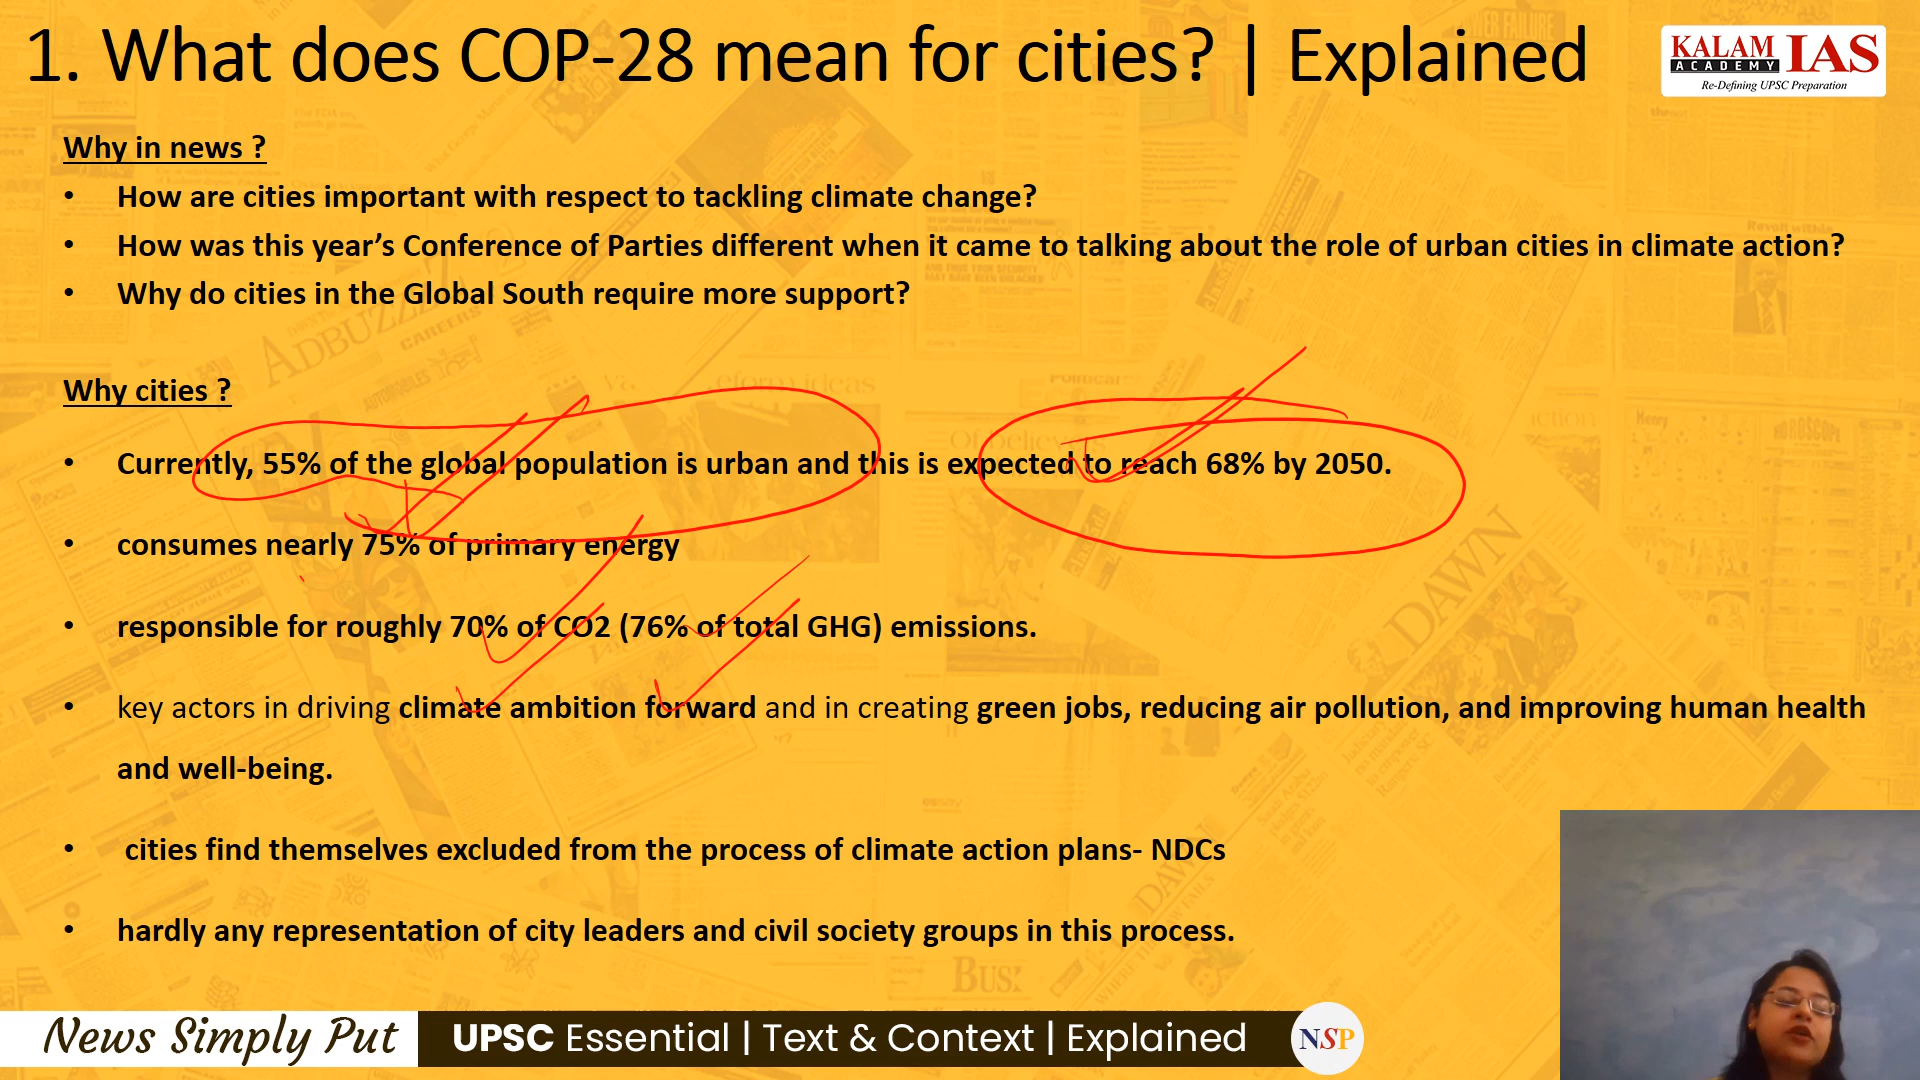 1. What does COP-28 mean for cities? | Explained
KALAM
ACADEMY
IAS
Re-Defining UPSC Preparation
Why in news ?
• How are cities important with respect to tackling climate change?
• How was this year’s Conference of Parties different when it came to talking about the role of urban cities in climate action?
• Why do cities in the Global South require more support?
Why cities ?
• Currently, 55% of the global population is urban and this is expected to reach 68% by 2050.
• consumes nearly 75% of primary energy
• responsible for roughly 70% of CO2 (76% of total GHG) emissions.
• key actors in driving climate ambition forward and in creating green jobs, reducing air pollution, and improving human health
and well-being.
• cities find themselves excluded from the process of climate action plans- NDCs
• hardly any representation of city leaders and civil society groups in this process.
News Simply Put
UPSC Essential | Text & Context | Explained
NSP
ADBUZZ
CAREERS
DAWN